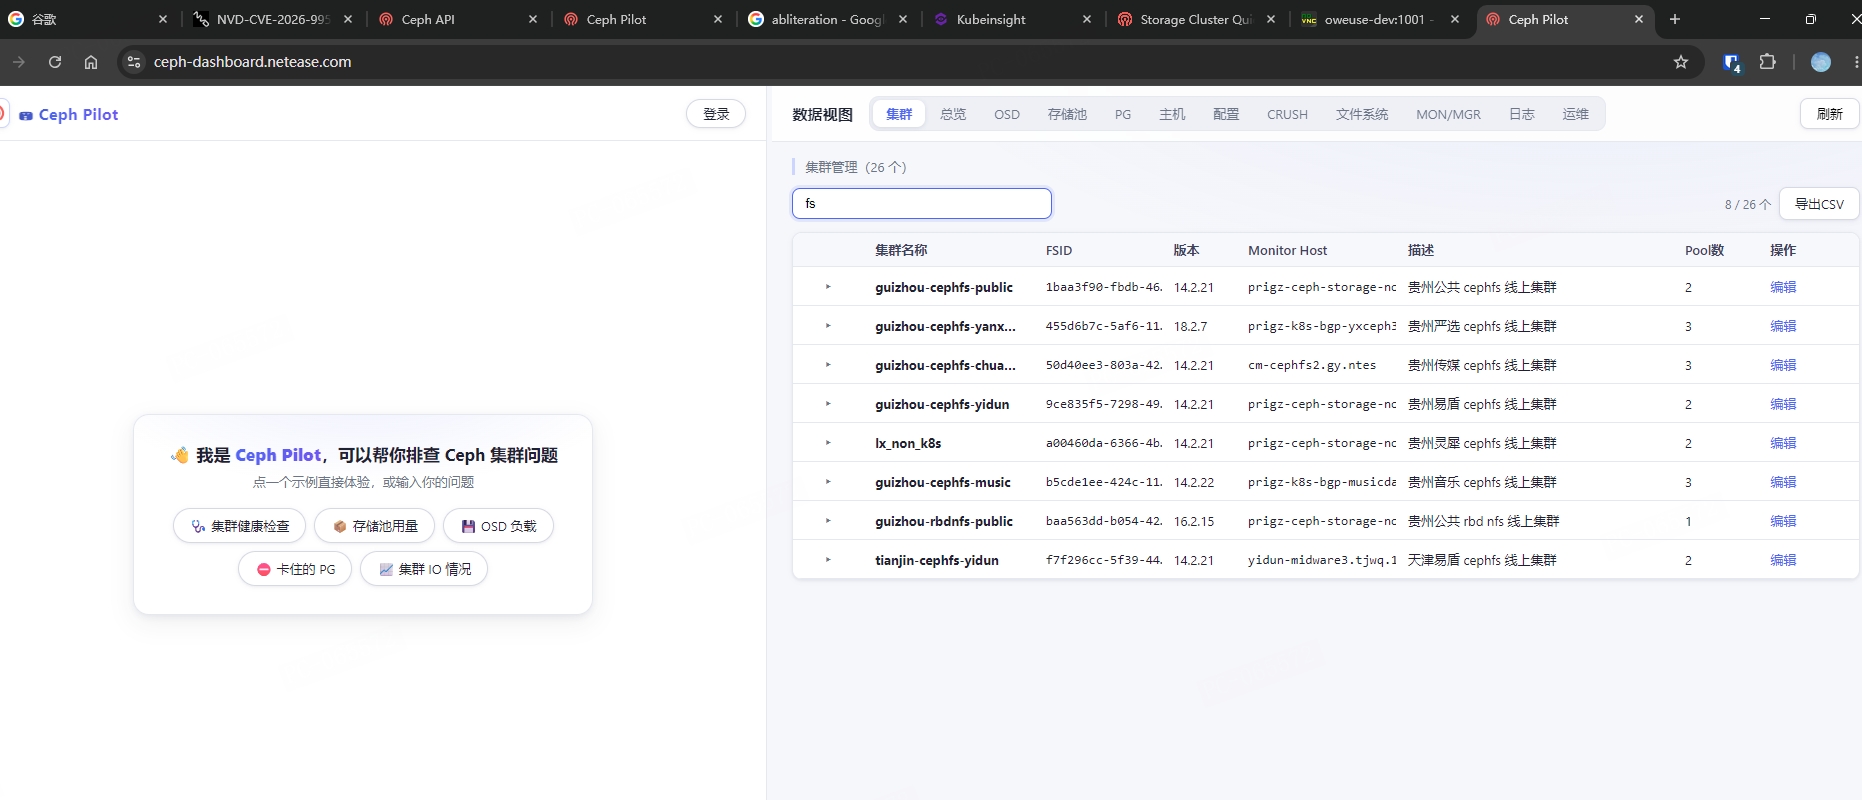 谷歌
NVD-CVE-2026-995
Ceph API
Ceph Pilot
abliteration - Googl
Kubeinsight
Storage Cluster Qui
oweuse-dev:1001 -
Ceph Pilot
ceph-dashboard.netease.com
4
Ceph Pilot
登录
数据视图
集群 总览 OSD 存储池 PG 主机 配置 CRUSH 文件系统 MON/MGR 日志 运维
刷新
集群管理（26 个）
fs
8 / 26 个
导出CSV
集群名称 FSID 版本 Monitor Host 描述 Pool数 操作
guizhou-cephfs-public 1baa3f90-fbdb-46. 14.2.21 prigz-ceph-storage-nc 贵州公共 cephfs 线上集群 2 编辑
guizhou-cephfs-yanx... 455d6b7c-5af6-11. 18.2.7 prigz-k8s-bgp-yxceph3 贵州严选 cephfs 线上集群 3 编辑
guizhou-cephfs-chua... 50d40ee3-803a-42. 14.2.21 cm-cephfs2.gy.ntes 贵州传媒 cephfs 线上集群 3 编辑
guizhou-cephfs-yidun 9ce835f5-7298-49. 14.2.21 prigz-ceph-storage-nc 贵州易盾 cephfs 线上集群 2 编辑
lx_non_k8s a00460da-6366-4b. 14.2.21 prigz-ceph-storage-nc 贵州灵犀 cephfs 线上集群 2 编辑
guizhou-cephfs-music b5cde1ee-424c-11. 14.2.22 prigz-k8s-bgp-musicda 贵州音乐 cephfs 线上集群 3 编辑
guizhou-rbdnfs-public baa563dd-b054-42. 16.2.15 prigz-ceph-storage-nc 贵州公共 rbd nfs 线上集群 1 编辑
tianjin-cephfs-yidun f7f296cc-5f39-44. 14.2.21 yidun-midware3.tjwq.1 天津易盾 cephfs 线上集群 2 编辑
我是 Ceph Pilot，可以帮你排查 Ceph 集群问题
点一个示例直接体验，或输入你的问题
集群健康检查 存储池用量 OSD 负载
卡住的 PG 集群 IO 情况